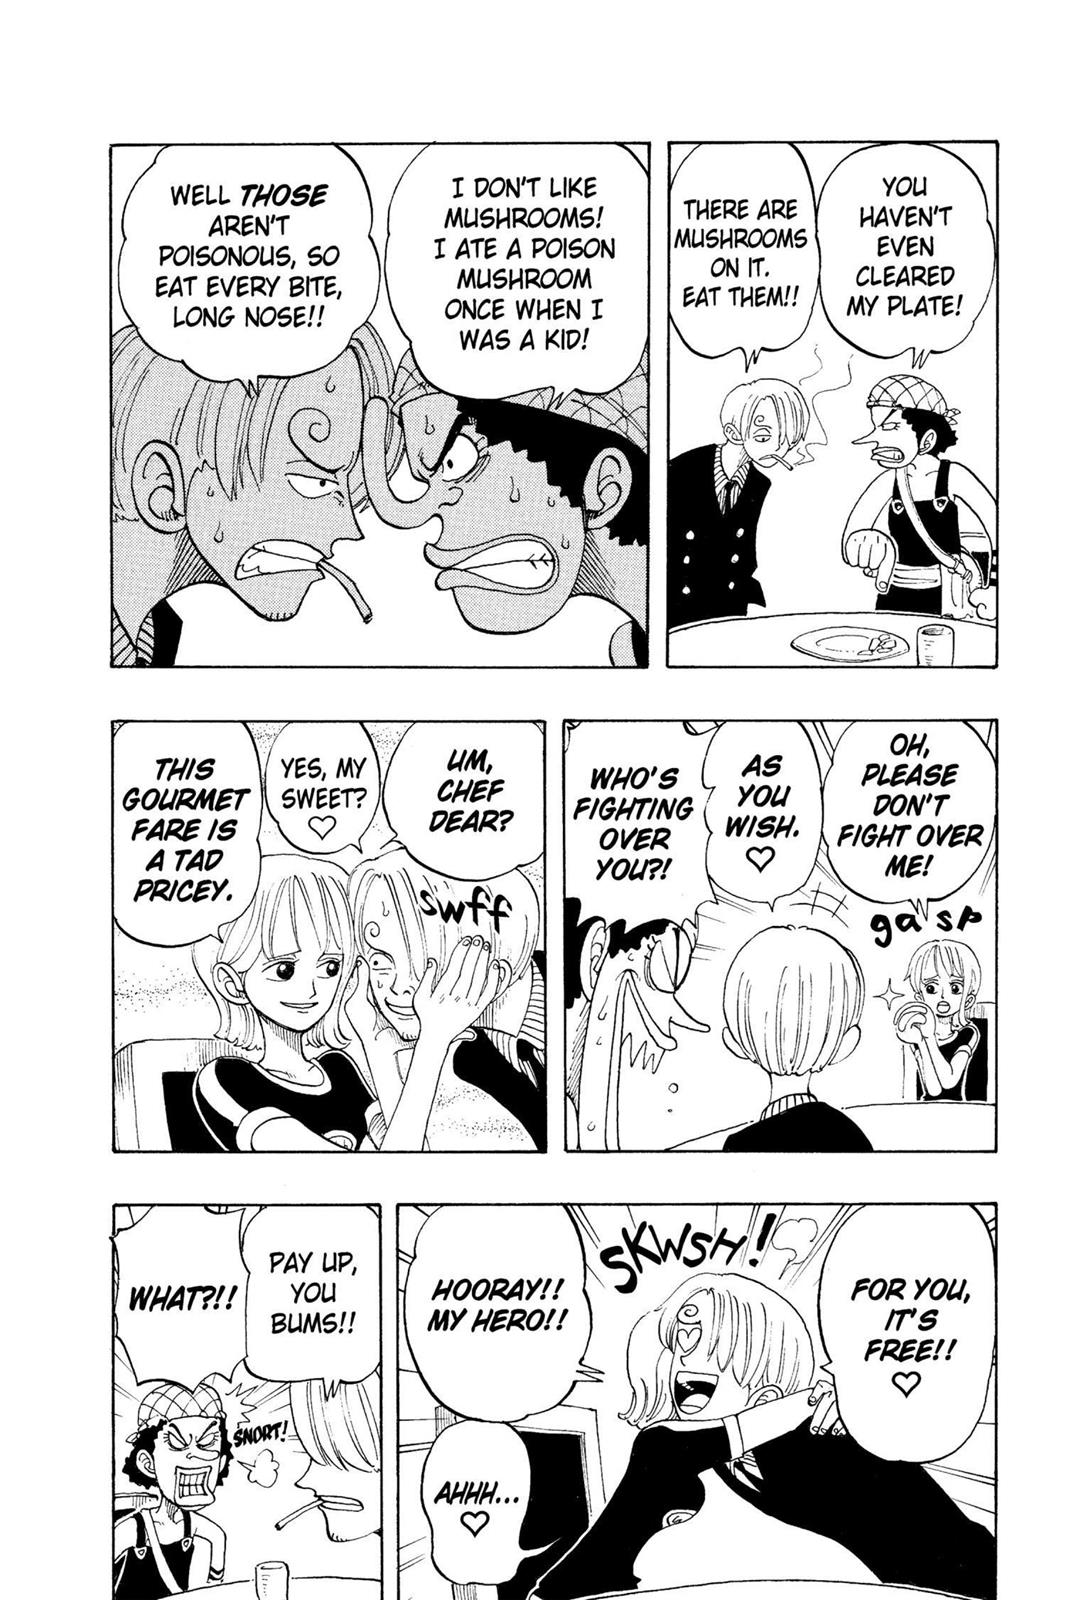 YOU
HAVEN'T
EVEN
CLEARED
MY PLATE!
THERE ARE
MUSHROOMS
ON IT.
EAT THEM!!
I DON'T LIKE
MUSHROOMS!
I ATE A POISON
MUSHROOM
ONCE WHEN I
WAS A KID!
WELL THOSE
AREN'T
POISONOUS, SO
EAT EVERY BITE,
LONG NOSE!!
OH,
PLEASE
DON'T
FIGHT OVER
ME!
gasp
AS
YOU
WISH.
♡
WHO'S
FIGHTING
OVER
YOU?!
UM,
CHEF
DEAR?
YES, MY
SWEET?
♡
swff
THIS
GOURMET
FARE IS
A TAD
PRICEY.
FOR YOU,
IT'S
FREE!!
♡
SKWSH!
HOORAY!!
MY HERO!!
AHHH...
♡
PAY UP,
YOU
BUMS!!
SNORT!
WHAT?!!